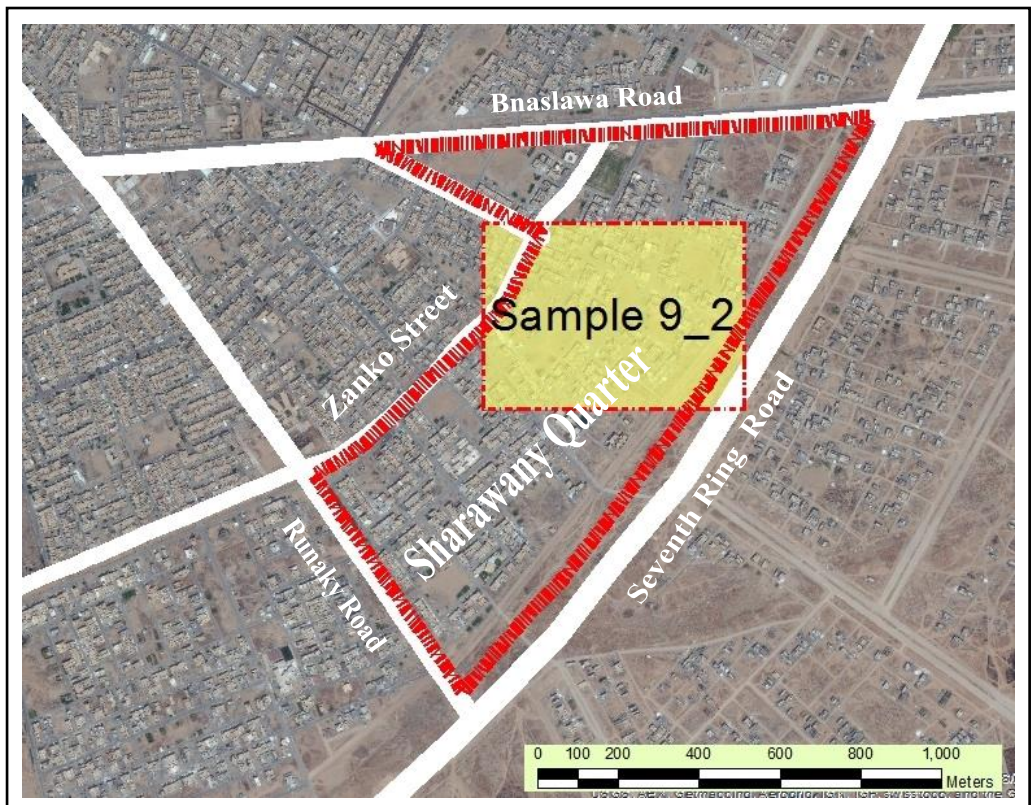 Bnaslawa Road
Sample 9_2
Zanko Street
Sharawany Quarter
Seventh Ring Road
Runaky Road
0 100 200 400 600 800 1,000
Meters